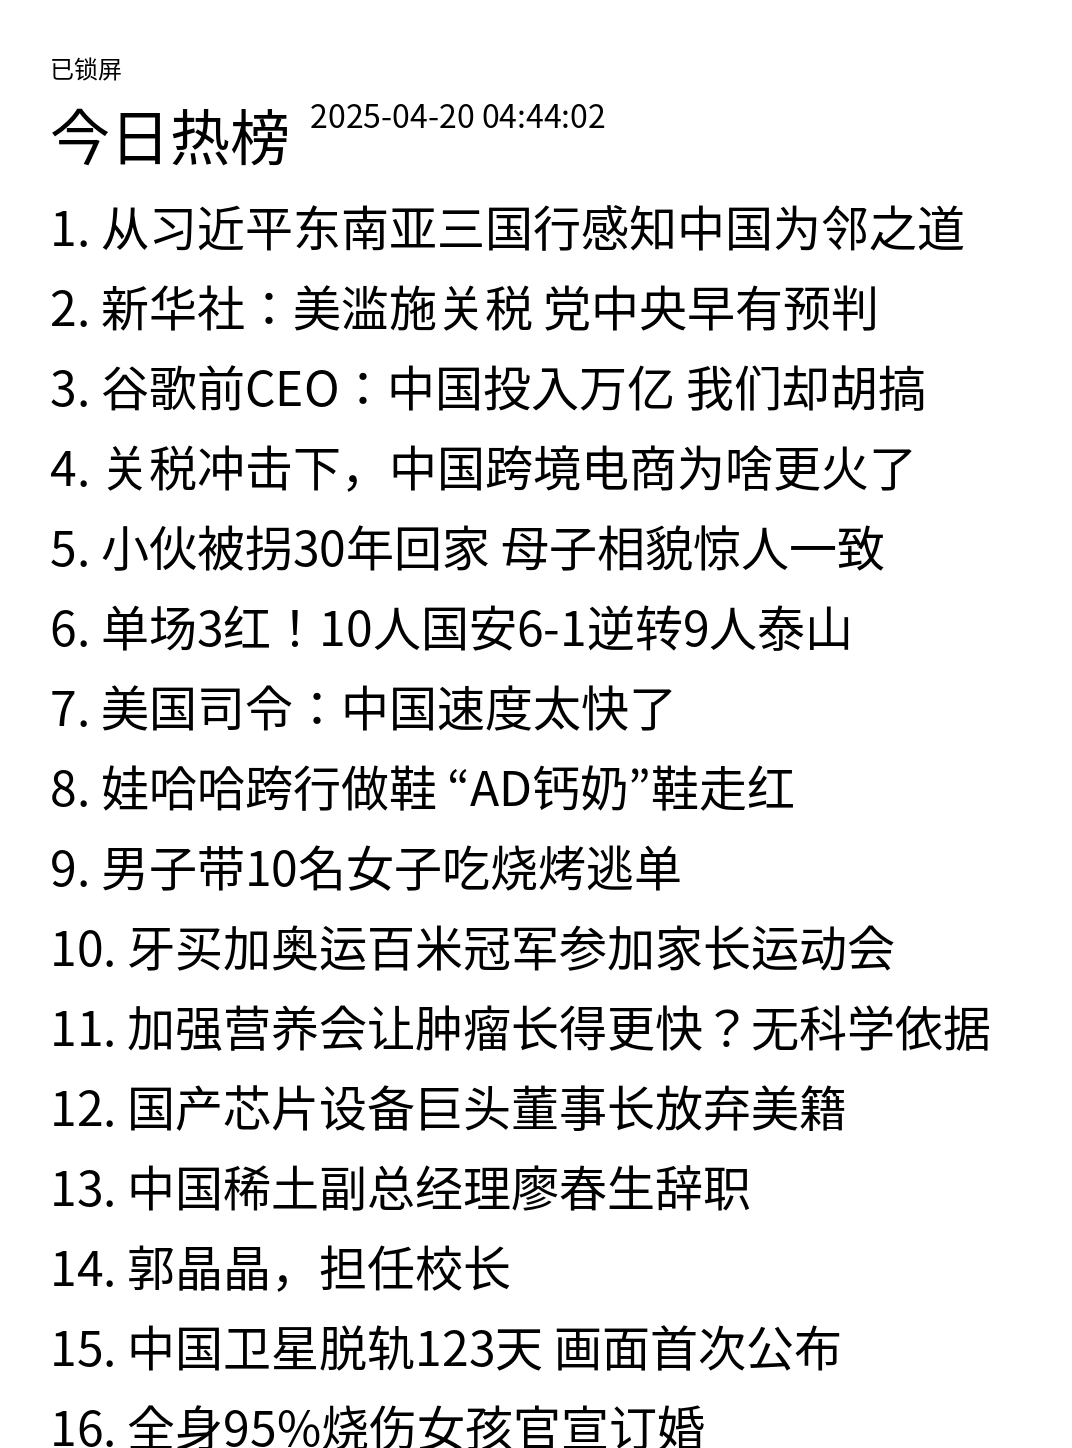 已锁屏
今日热榜 2025-04-20 04:44:02
1. 从习近平东南亚三国行感知中国为邻之道
2. 新华社：美滥施关税 党中央早有预判
3. 谷歌前CEO：中国投入万亿 我们却胡搞
4. 关税冲击下，中国跨境电商为啥更火了
5. 小伙被拐30年回家 母子相貌惊人一致
6. 单场3红！10人国安6-1逆转9人泰山
7. 美国司令：中国速度太快了
8. 娃哈哈跨行做鞋 “AD钙奶”鞋走红
9. 男子带10名女子吃烧烤逃单
10. 牙买加奥运百米冠军参加家长运动会
11. 加强营养会让肿瘤长得更快？无科学依据
12. 国产芯片设备巨头董事长放弃美籍
13. 中国稀土副总经理廖春生辞职
14. 郭晶晶，担任校长
15. 中国卫星脱轨123天 画面首次公布
16. 全身95%烧伤女孩官宣订婚